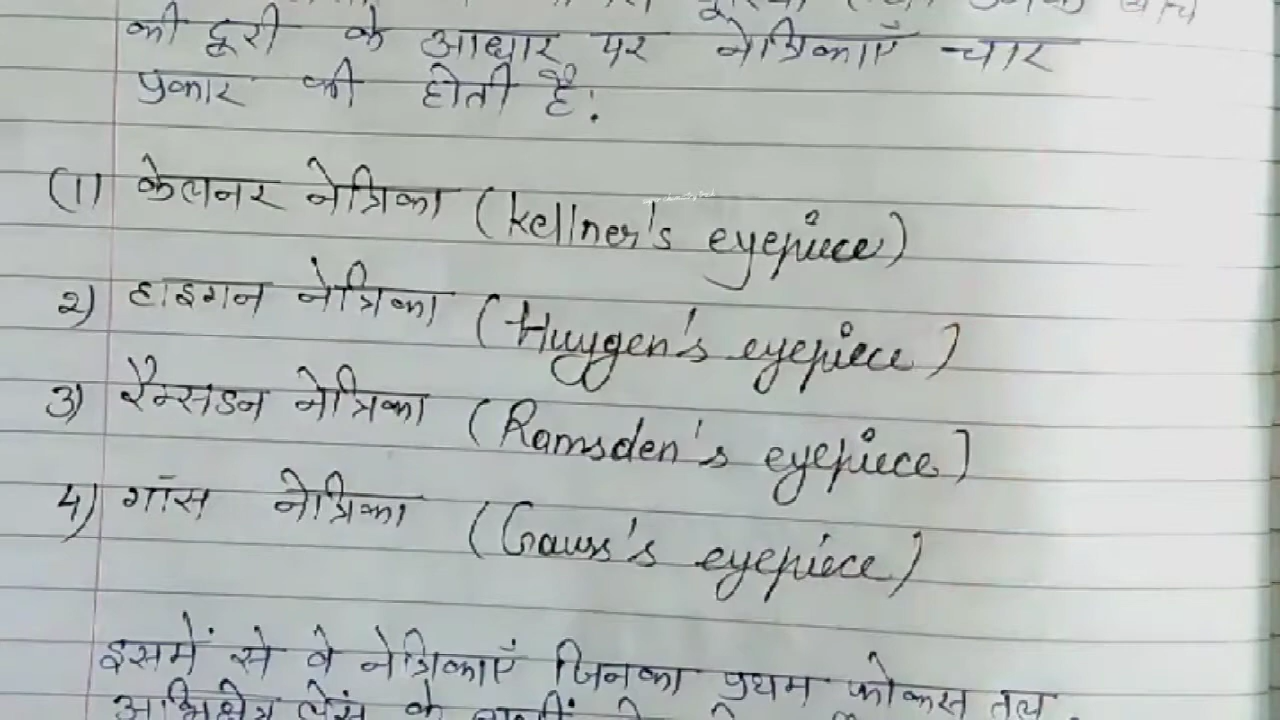 की दूरी के आधार पर नेत्रिकाएँ चार
प्रकार की होती है:
(1) केलनर नेत्रिका (kellner's eyepiece)
2) हाइगन नेत्रिका (Huygen's eyepiece)
3) रैम्सडन नेत्रिका (Ramsden's eyepiece)
4) गॉस नेत्रिका (Gauss's eyepiece)
इसमें से वे नेत्रिकाएँ जिनका प्रथम फोकस तल
अभिक्षेत्र लेंस के